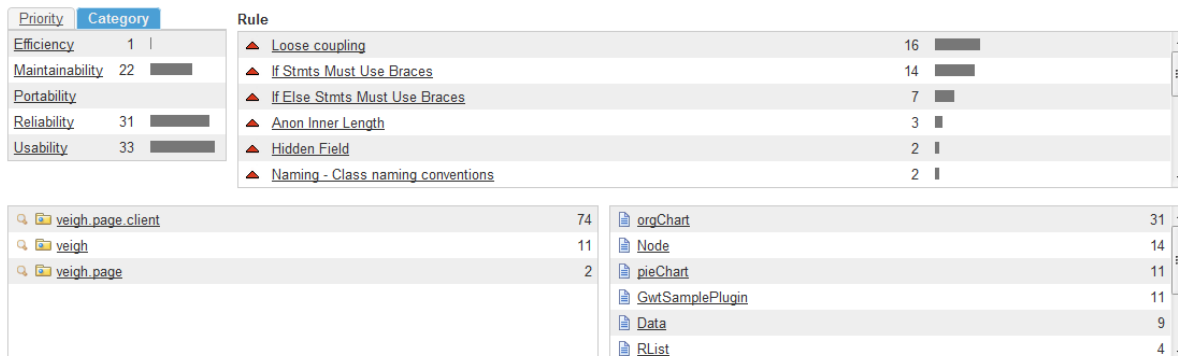 Priority Category
Efficiency 1
Maintainability 22
Portability
Reliability 31
Usability 33
Rule
Loose coupling 16
If Stmts Must Use Braces 14
If Else Stmts Must Use Braces 7
Anon Inner Length 3
Hidden Field 2
Naming - Class naming conventions 2
veigh.page.client 74
veigh 11
veigh.page 2
orgChart 31
Node 14
pieChart 11
GwtSamplePlugin 11
Data 9
RList 4